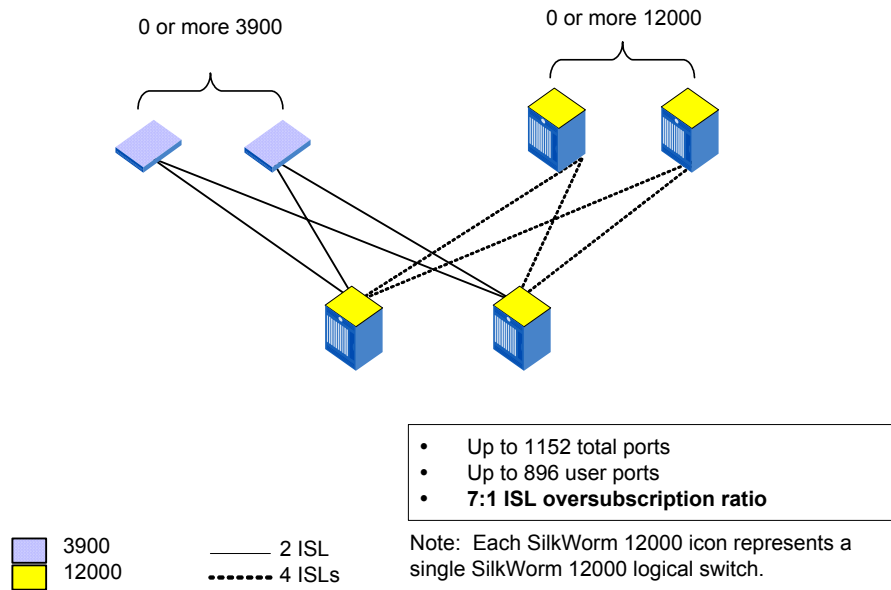 0 or more 3900
0 or more 12000
• Up to 1152 total ports
• Up to 896 user ports
• 7:1 ISL oversubscription ratio
3900
12000
2 ISL
4 ISLs
Note: Each SilkWorm 12000 icon represents a
single SilkWorm 12000 logical switch.